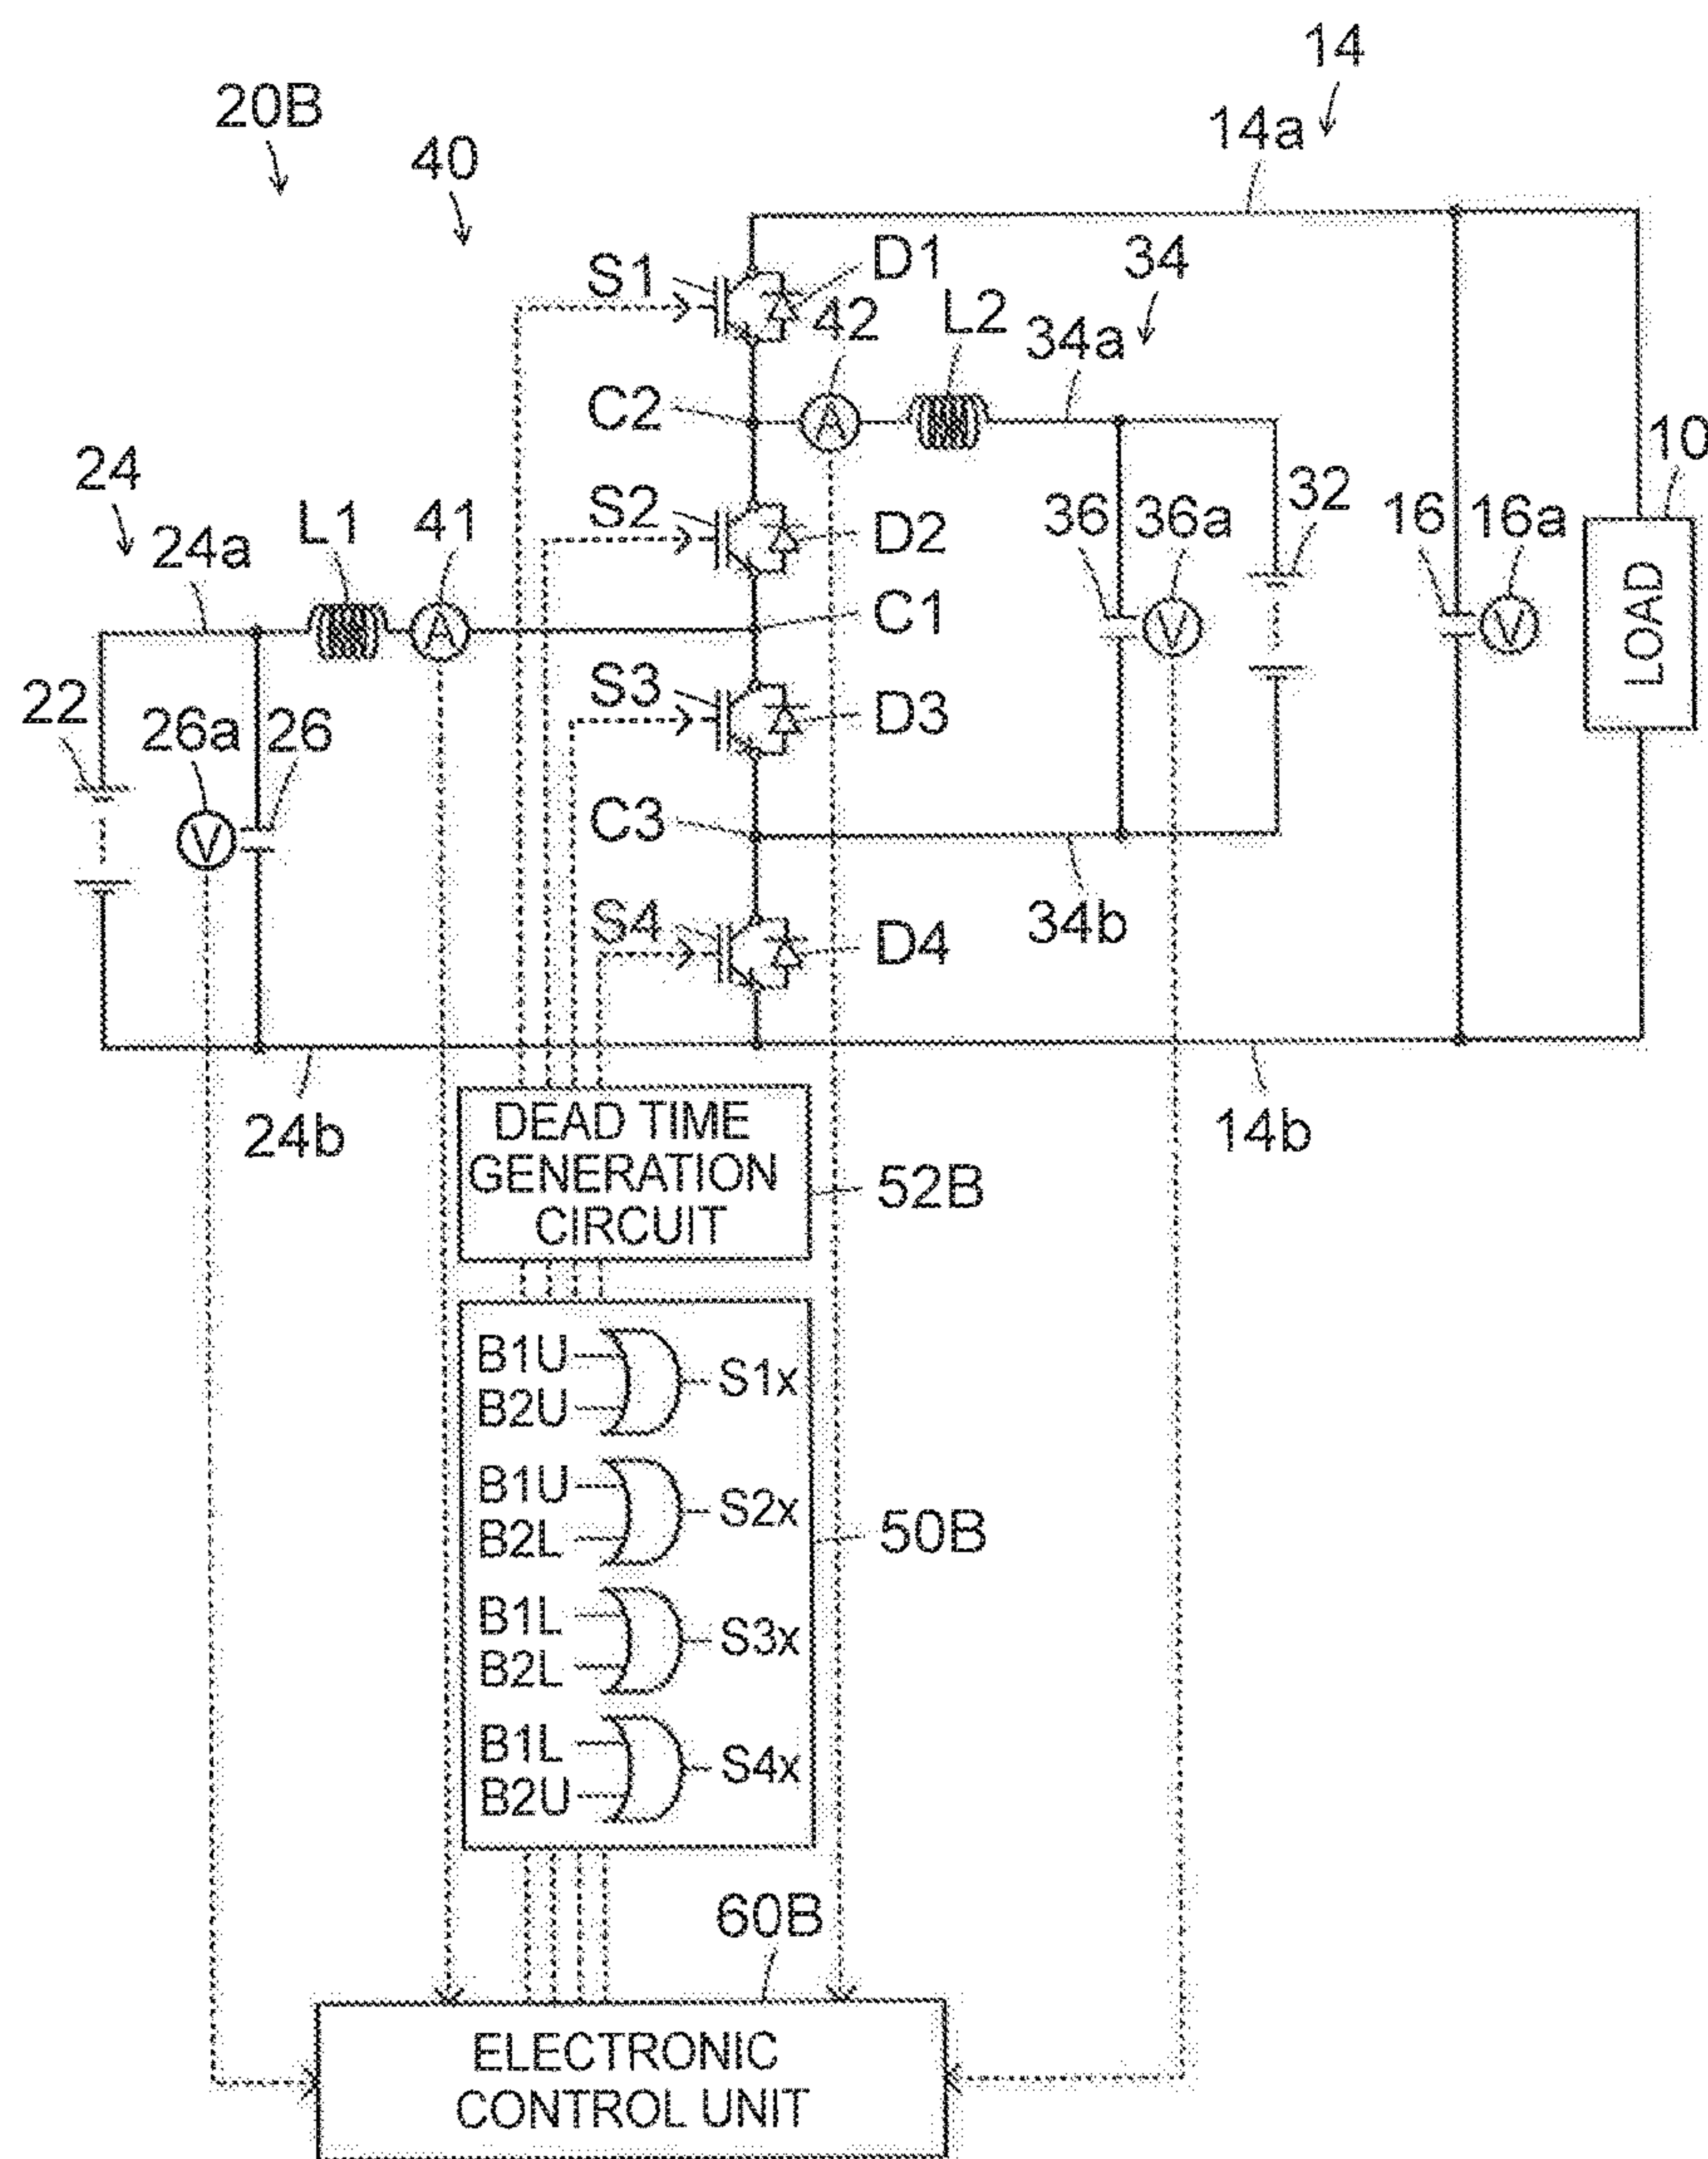 14
20B
14a
40
S1
D1
34
42
L2
34a
C2
A
10
24
S2
D2
36
36a
32
16
16a
24a
L1
41
C1
A
V
V
LOAD
22
26a
26
S3
D3
V
C3
S4
D4
34b
24b
14b
DEAD TIME
GENERATION
CIRCUIT
52B
B1U
B2U
S1x
B1U
B2L
S2x
50B
B1L
B2L
S3x
B1L
B2U
S4x
60B
ELECTRONIC
CONTROL UNIT